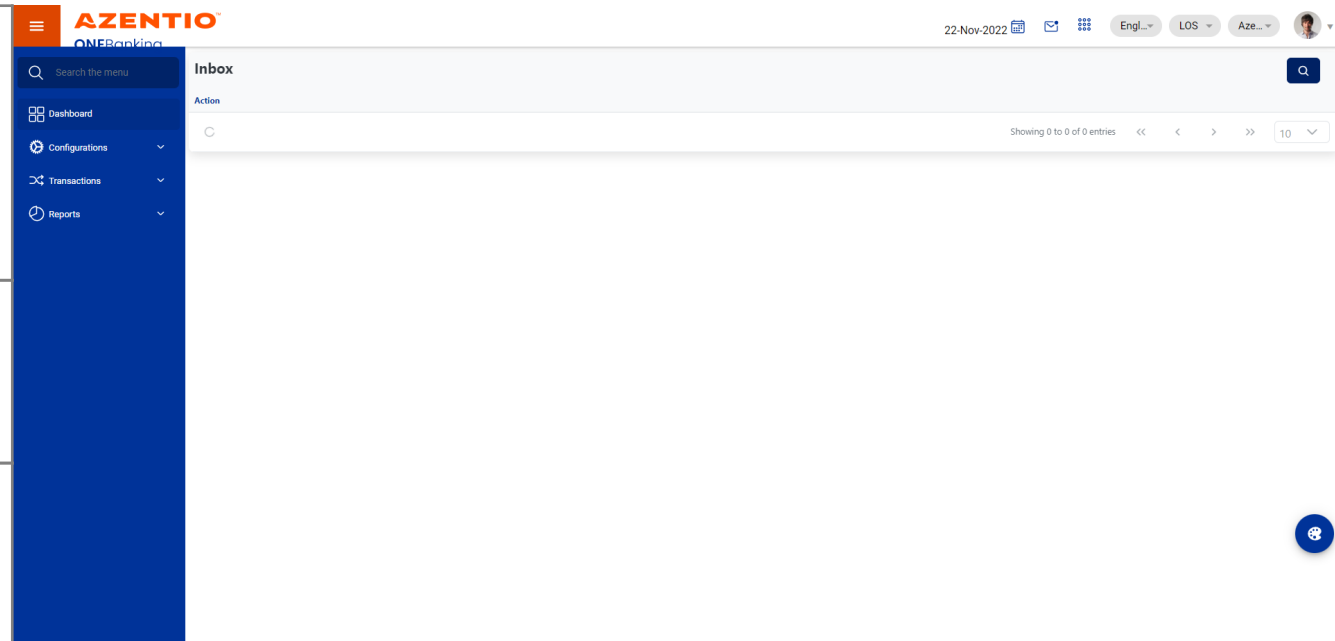 AZENTIO™
ONEBanking
22-Nov-2022
Engl...
LOS
Aze...
Search the menu
Inbox
Dashboard
Action
Configurations
Showing 0 to 0 of 0 entries
<<
<
>
>>
10
Transactions
Reports